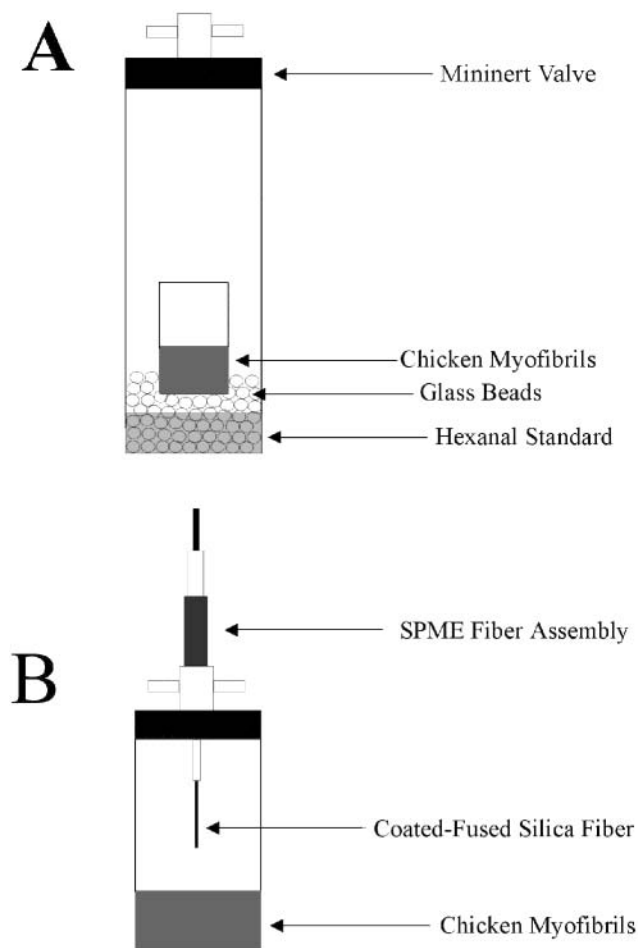 A
Mininert Valve
Chicken Myofibrils
Glass Beads
Hexanal Standard
SPME Fiber Assembly
B
Coated-Fused Silica Fiber
Chicken Myofibrils